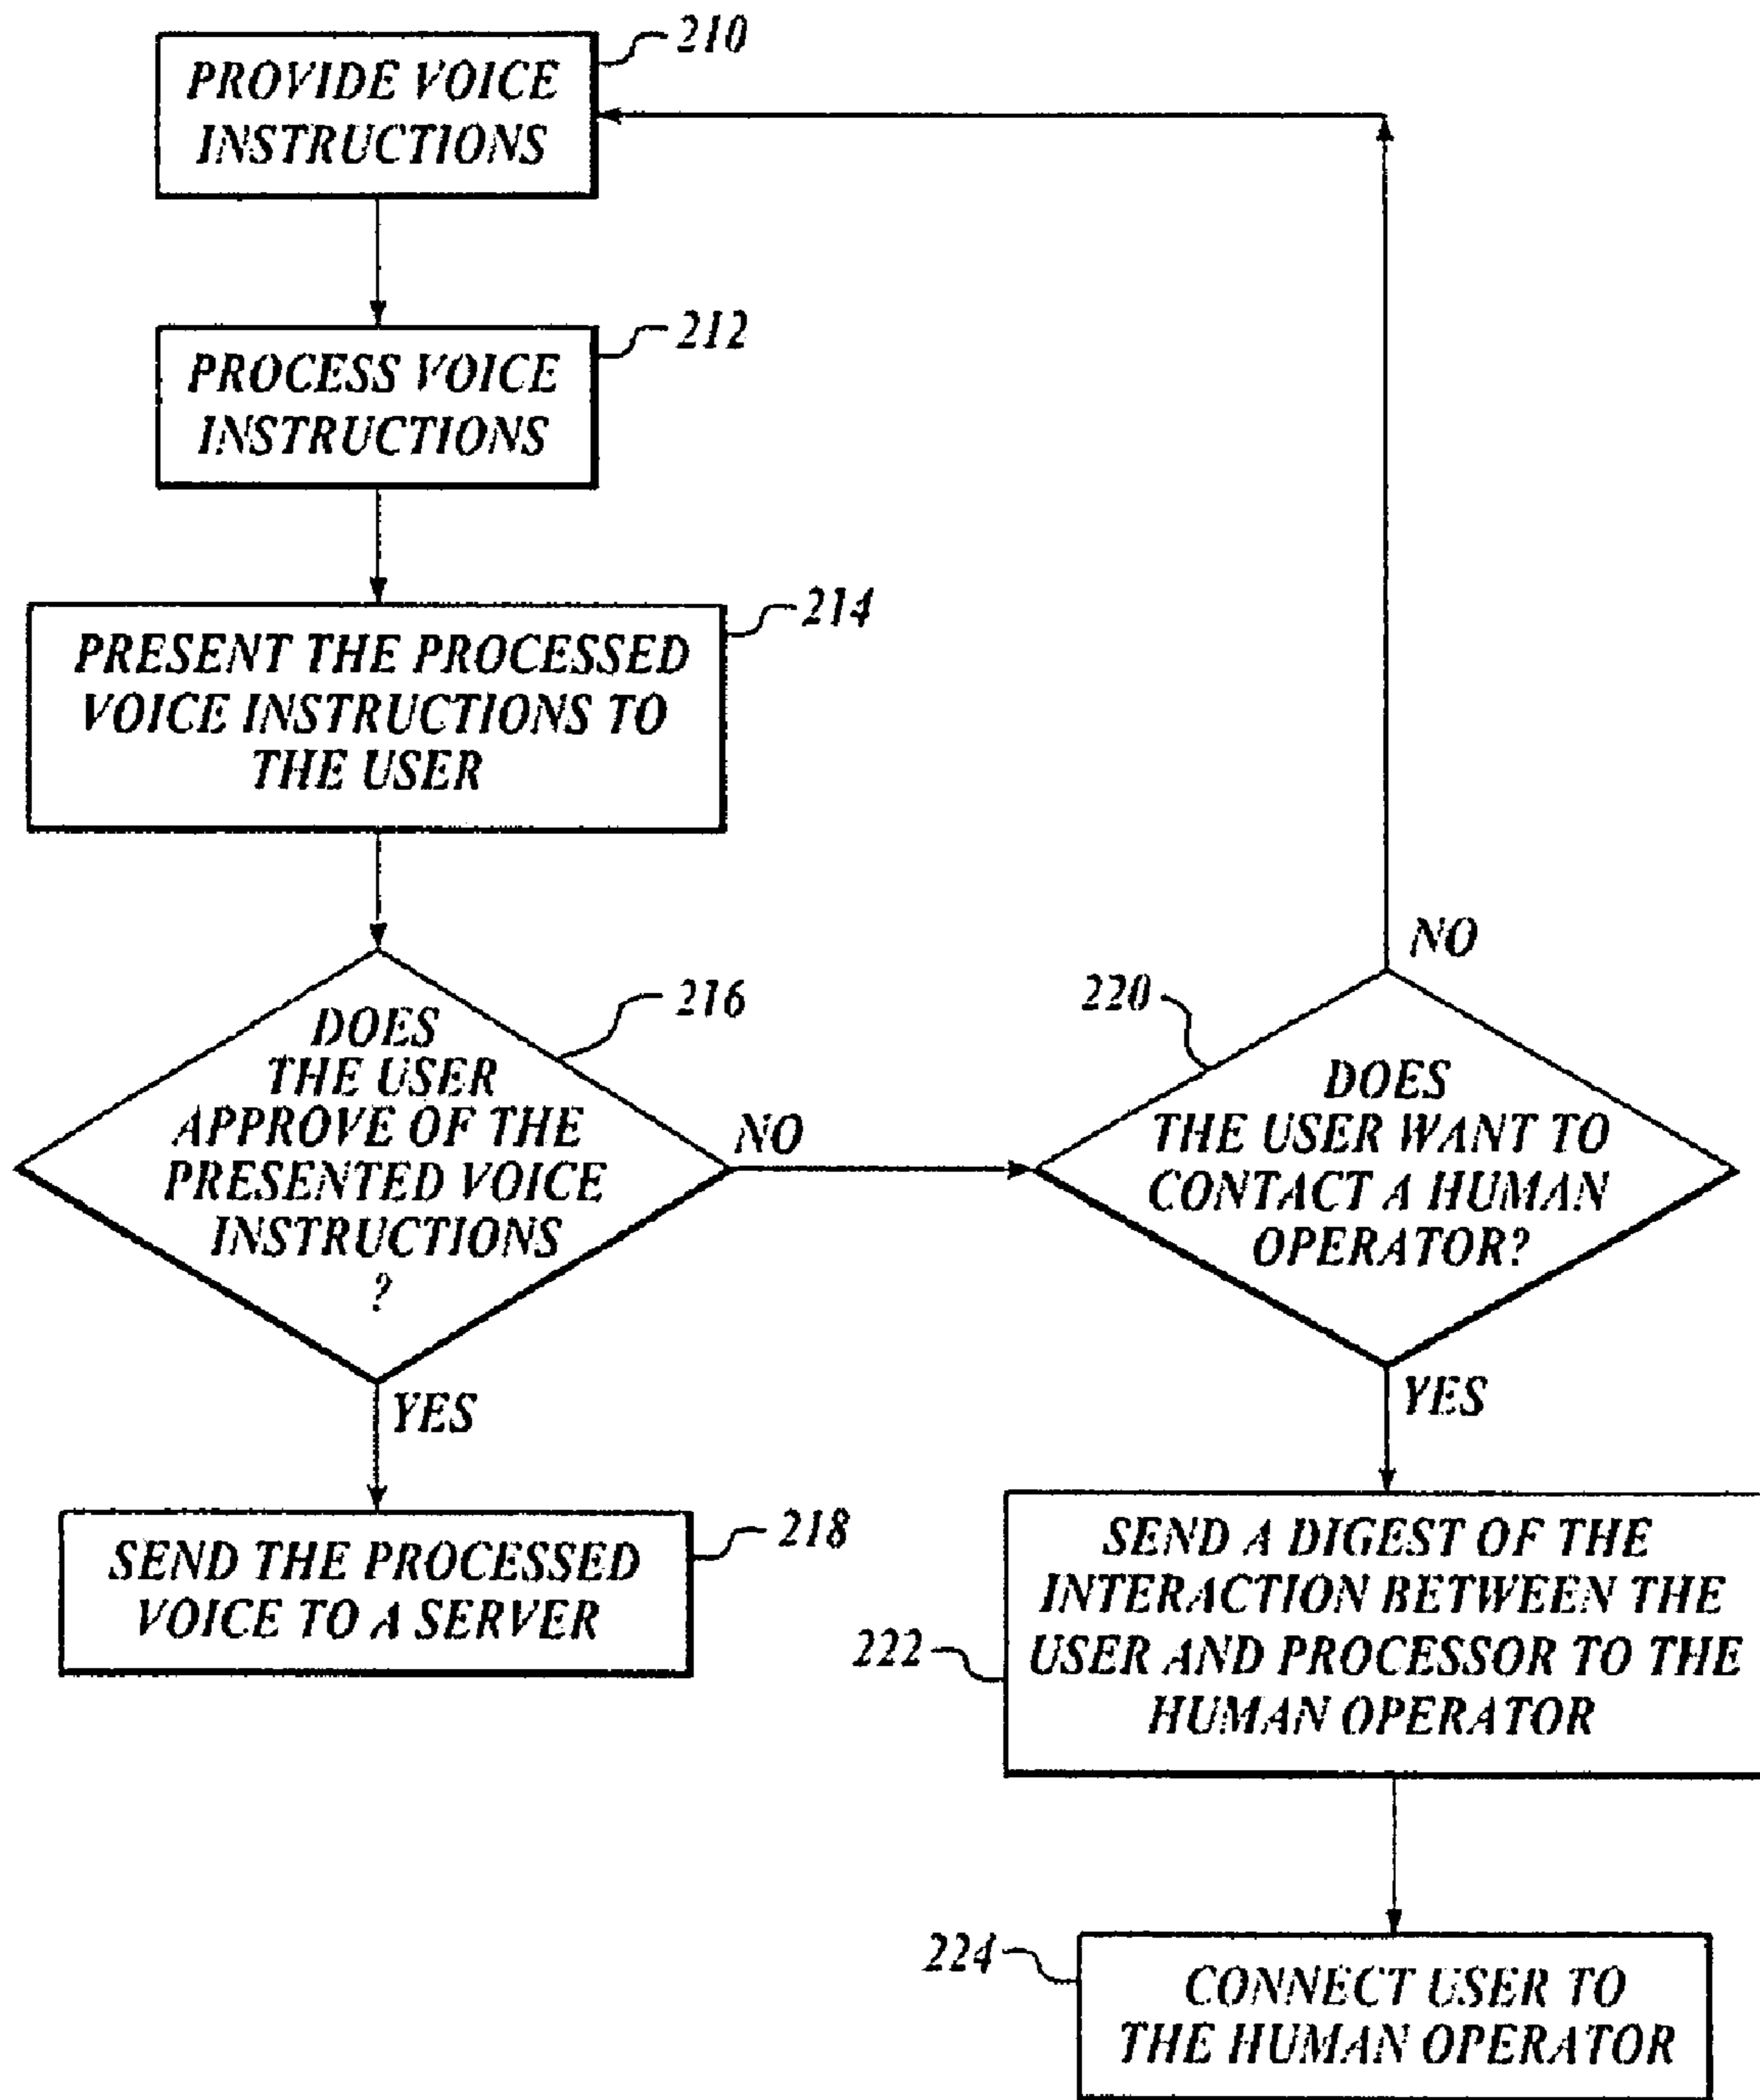 210
PROVIDE VOICE
INSTRUCTIONS
212
PROCESS VOICE
INSTRUCTIONS
214
PRESENT THE PROCESSED
VOICE INSTRUCTIONS TO
THE USER
216
DOES
THE USER
APPROVE OF THE
PRESENTED VOICE
INSTRUCTIONS
?
NO
YES
218
SEND THE PROCESSED
VOICE TO A SERVER
220
DOES
THE USER WANT TO
CONTACT A HUMAN
OPERATOR?
NO
YES
222
SEND A DIGEST OF THE
INTERACTION BETWEEN THE
USER AND PROCESSOR TO THE
HUMAN OPERATOR
224
CONNECT USER TO
THE HUMAN OPERATOR